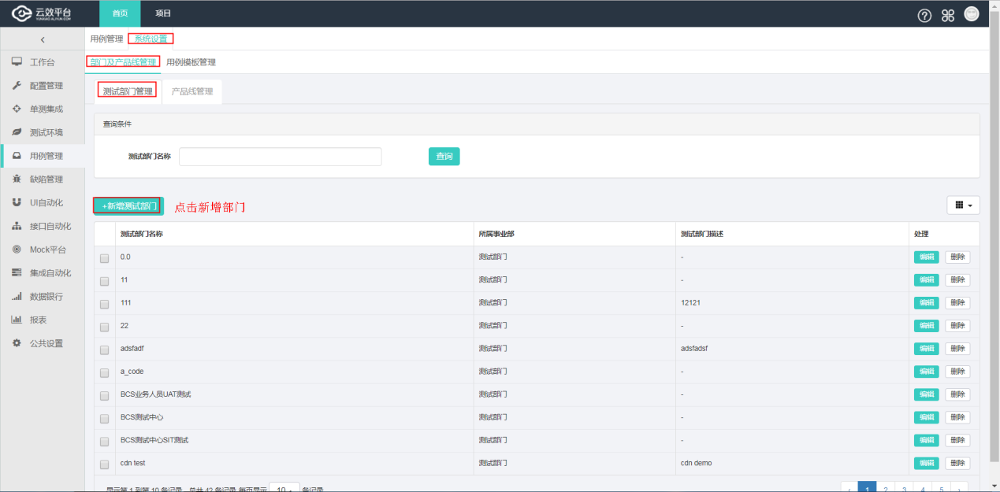 云效平台 首页 项目
YUNXIAO.ALIYUN.COM
用例管理 系统设置
工作台
配置管理
单测集成
测试环境
用例管理
缺陷管理
UI自动化
接口自动化
Mock平台
集成自动化
数据银行
报表
公共设置
部门及产品线管理 用例模板管理
测试部门管理 产品线管理
查询条件
测试部门名称 查询
+新增测试部门 点击新增部门
测试部门名称 所属事业部 测试部门描述 处理
0.0 测试部门 - 编辑 删除
11 测试部门 - 编辑 删除
111 测试部门 12121 编辑 删除
22 测试部门 - 编辑 删除
adsfadf 测试部门 adsfadsf 编辑 删除
a_code 测试部门 - 编辑 删除
BCS业务人员UAT测试 测试部门 - 编辑 删除
BCS测试中心 测试部门 - 编辑 删除
BCS测试中心SIT测试 测试部门 - 编辑 删除
cdn test 测试部门 cdn demo 编辑 删除
显示第 1 到第 10 条记录，总共 42 条记录 每页显示 10 条记录 ‹ 1 2 3 4 5 ›